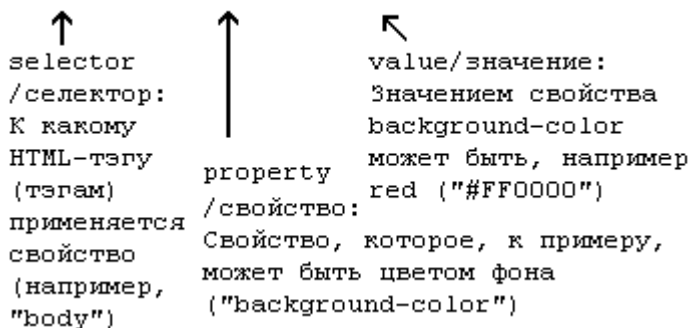 selector
/селектор:
К какому
HTML-тэгу
(тэгам)
применяется
свойство
(например,
"body")
property
/свойство:
Свойство, которое, к примеру,
может быть цветом фона
("background-color")
value/значение:
Значением свойства
background-color
может быть, например
red ("#FF0000")